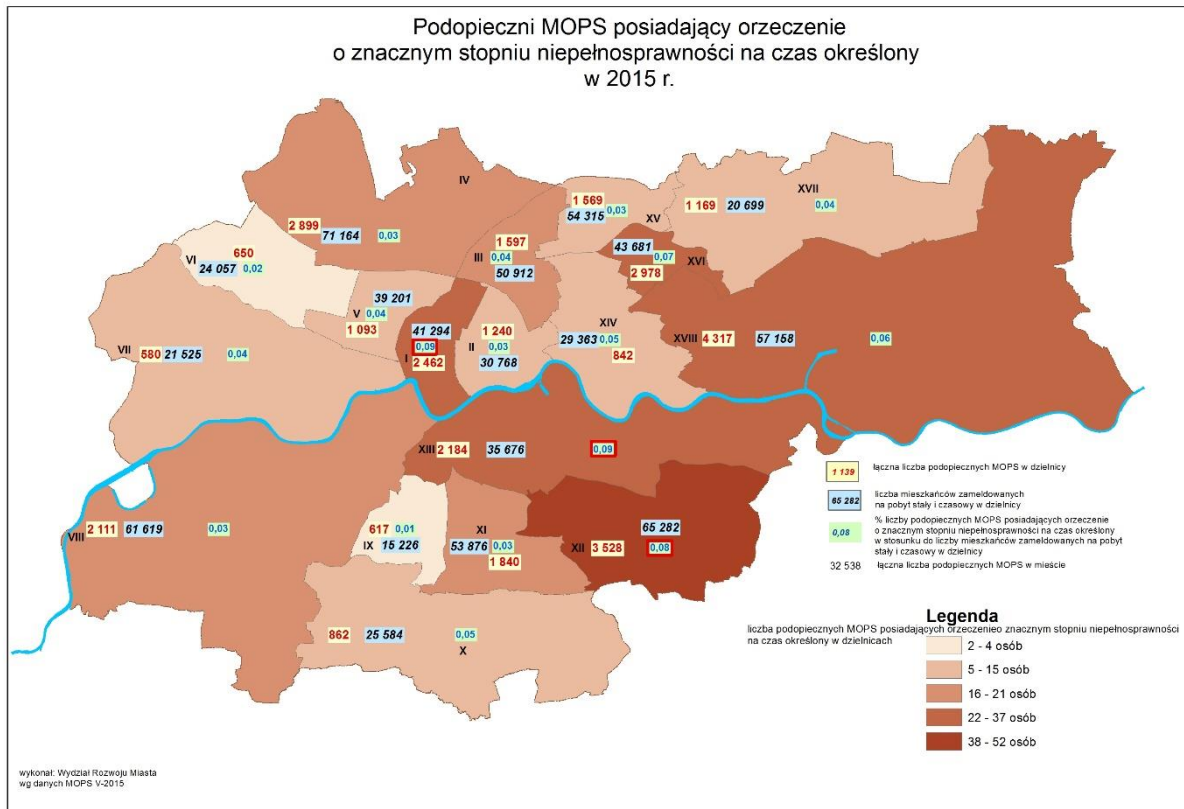 Podopieczni MOPS posiadający orzeczenie
o znacznym stopniu niepełnosprawności na czas określony
w 2015 r.
IV
2 899
71 164
0,03
1 569
54 315
0,03
XV
XVII
1 169
20 699
0,04
650
VI
24 057
0,02
1 597
III
0,04
50 912
43 681
0,07
XVI
2 978
39 201
V
0,04
1 093
41 294
0,09
I
2 462
1 240
II
0,03
30 768
XIV
29 363
0,05
842
XVIII
4 317
57 158
0,06
VII
580
21 525
0,04
XIII
2 184
35 676
0,09
VIII
2 111
61 619
0,03
617
0,01
IX
15 226
XI
53 876
0,03
1 840
65 282
XII
3 528
0,08
862
25 584
0,05
X
1 139
łączna liczba podopiecznych MOPS w dzielnicy
65 282
liczba mieszkańców zameldowanych
na pobyt stały i czasowy w dzielnicy
0,08
% liczby podopiecznych MOPS posiadających orzeczenie
o znacznym stopniu niepełnosprawności na czas określony
w stosunku do liczby mieszkańców zameldowanych na pobyt
stały i czasowy w dzielnicy
32 538
łączna liczba podopiecznych MOPS w mieście
Legenda
liczba podopiecznych MOPS posiadających orzeczenieo znacznym stopniu niepełnosprawności
na czas określony w dzielnicach
2 - 4 osób
5 - 15 osób
16 - 21 osób
22 - 37 osób
38 - 52 osób
wykonał: Wydział Rozwoju Miasta
wg danych MOPS V-2015